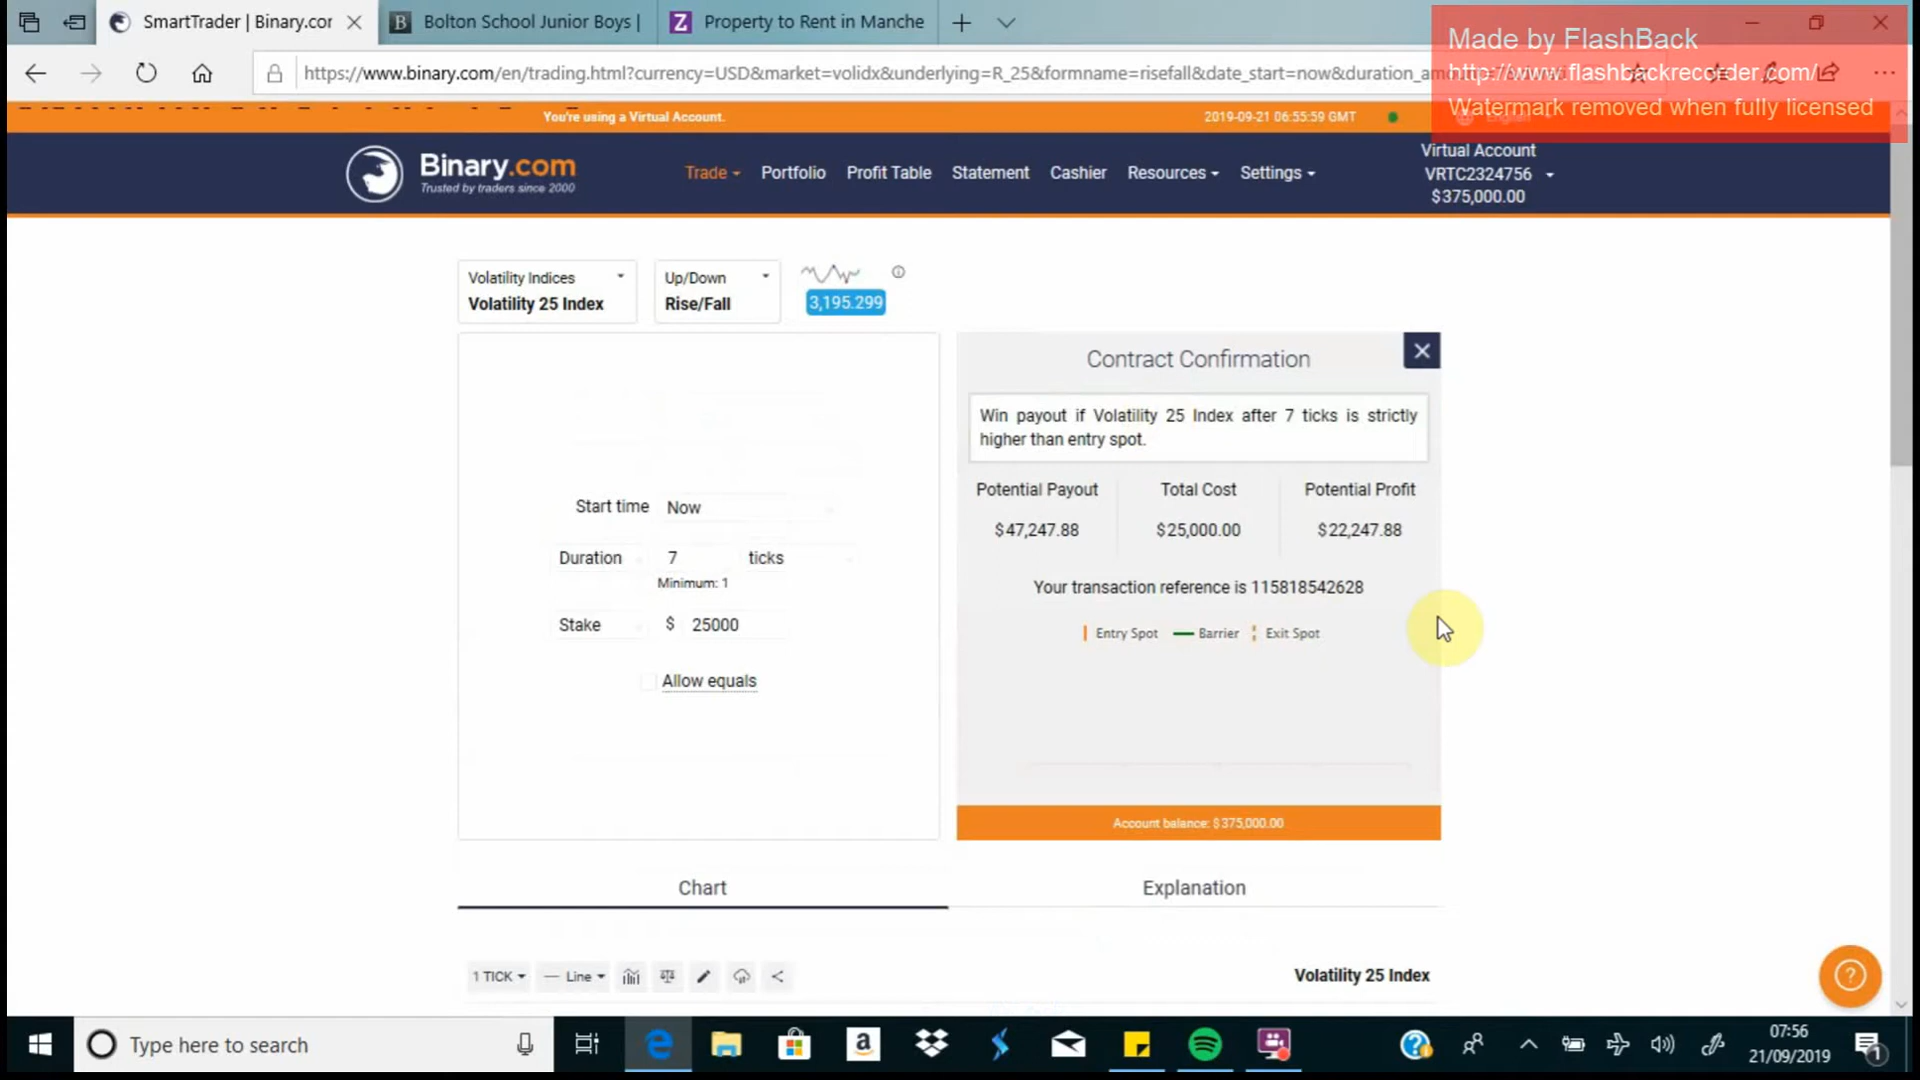 SmartTrader | Binary.cor
Bolton School Junior Boys |
Property to Rent in Manche
Made by FlashBack
http://www.flashbackrecorder.com/
Watermark removed when fully licensed
https://www.binary.com/en/trading.html?currency=USD&market=volidx&underlying=R_25&formname=risefall&date_start=now&duration_am
You're using a Virtual Account.
2019-09-21 06:55:59 GMT
Binary.com
Trusted by traders since 2000
Trade
Portfolio
Profit Table
Statement
Cashier
Resources
Settings
Virtual Account
VRTC2324756
$375,000.00
Volatility Indices
Volatility 25 Index
Up/Down
Rise/Fall
3,195.299
Start time Now
Duration 7 ticks
Minimum: 1
Stake $ 25000
Allow equals
Contract Confirmation
Win payout if Volatility 25 Index after 7 ticks is strictly
higher than entry spot.
Potential Payout Total Cost Potential Profit
$47,247.88 $25,000.00 $22,247.88
Your transaction reference is 115818542628
Entry Spot Barrier Exit Spot
Account balance: $375,000.00
Chart
Explanation
1 TICK
Line
Volatility 25 Index
Type here to search
07:56
21/09/2019
1